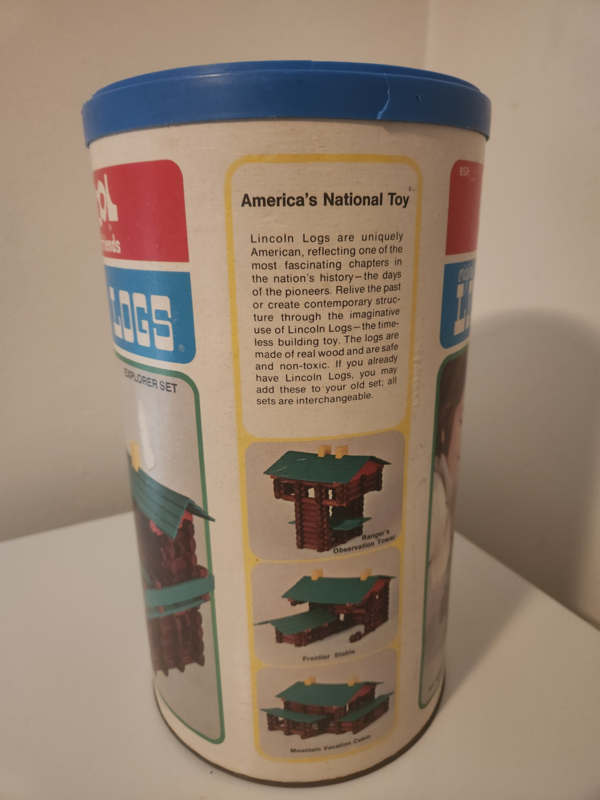 America's National Toy
Lincoln Logs are uniquely
American, reflecting one of the
most fascinating chapters in
the nation's history—the days
of the pioneers. Relive the past
or create contemporary struc-
ture through the imaginative
use of Lincoln Logs—the time-
less building toy. The logs are
made of real wood and are safe
and non-toxic. If you already
have Lincoln Logs, you may
add these to your old set; all
sets are interchangeable.
Ranger's
Observation Tower
Frontier Stable
Mountain Vacation Cabin
LOGS®
EXPLORER SET